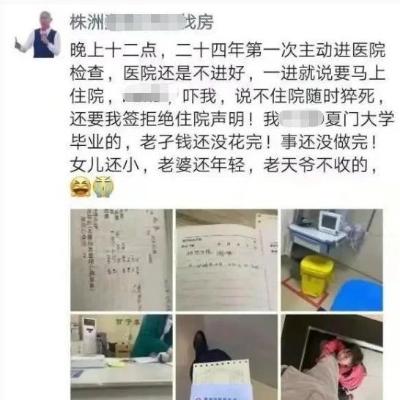 株洲 找房
晚上十二点，二十四年第一次主动进医院
检查，医院还是不进好，一进就说要马上
住院， ，吓我，说不住院随时猝死，
还要我签拒绝住院声明！我 厦门大学
毕业的，老子钱还没花完！事还没做完！
女儿还小，老婆还年轻，老天爷不收的，